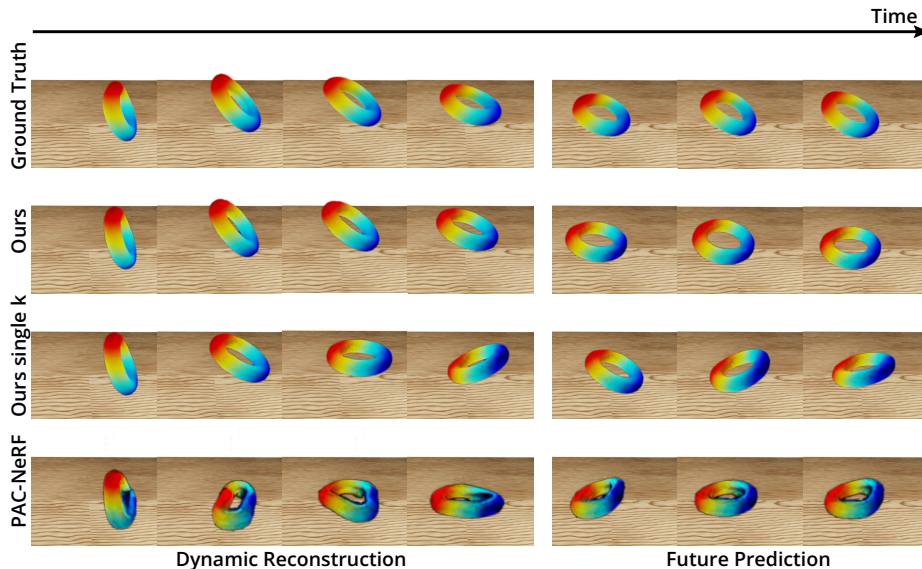 Time
Ground Truth
Ours
Ours single k
PAC-NeRF
Dynamic Reconstruction
Future Prediction